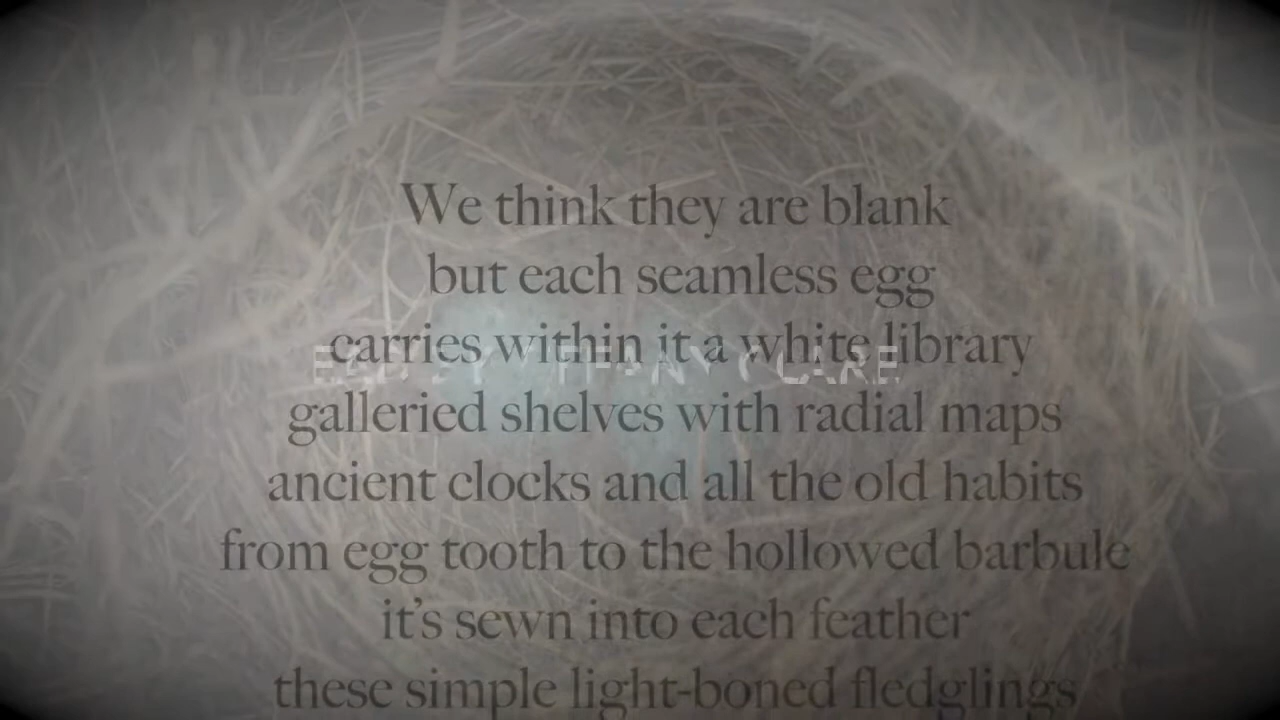 We think they are blank
but each seamless egg
carries within it a white library
galleried shelves with radial maps
ancient clocks and all the old habits
from egg tooth to the hollowed barbule
it's sewn into each feather
these simple light-boned fledglings